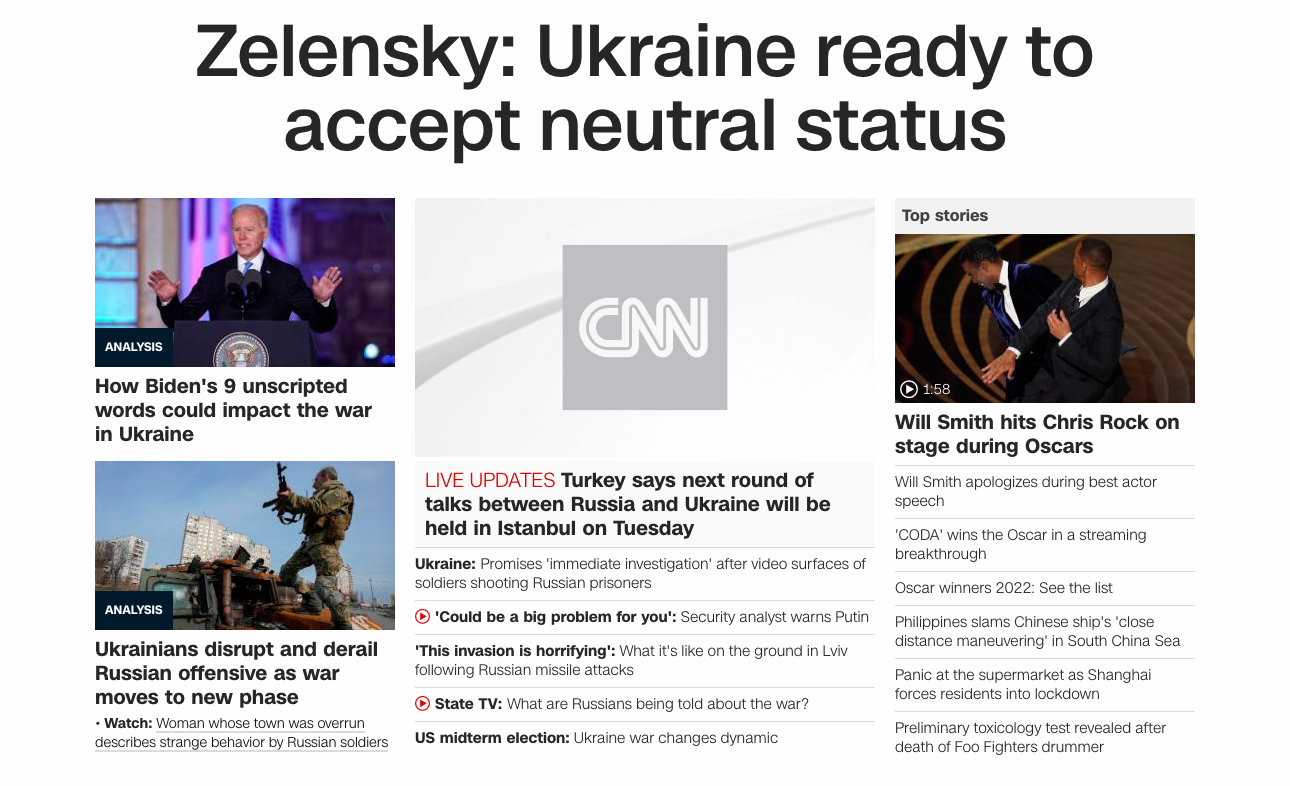 Zelensky: Ukraine ready to
accept neutral status
ANALYSIS
How Biden's 9 unscripted
words could impact the war
in Ukraine
ANALYSIS
Ukrainians disrupt and derail
Russian offensive as war
moves to new phase
• Watch: Woman whose town was overrun
describes strange behavior by Russian soldiers
CNN
LIVE UPDATES Turkey says next round of
talks between Russia and Ukraine will be
held in Istanbul on Tuesday
Ukraine: Promises 'immediate investigation' after video surfaces of
soldiers shooting Russian prisoners
'Could be a big problem for you': Security analyst warns Putin
'This invasion is horrifying': What it's like on the ground in Lviv
following Russian missile attacks
State TV: What are Russians being told about the war?
US midterm election: Ukraine war changes dynamic
Top stories
1:58
Will Smith hits Chris Rock on
stage during Oscars
Will Smith apologizes during best actor
speech
'CODA' wins the Oscar in a streaming
breakthrough
Oscar winners 2022: See the list
Philippines slams Chinese ship's 'close
distance maneuvering' in South China Sea
Panic at the supermarket as Shanghai
forces residents into lockdown
Preliminary toxicology test revealed after
death of Foo Fighters drummer